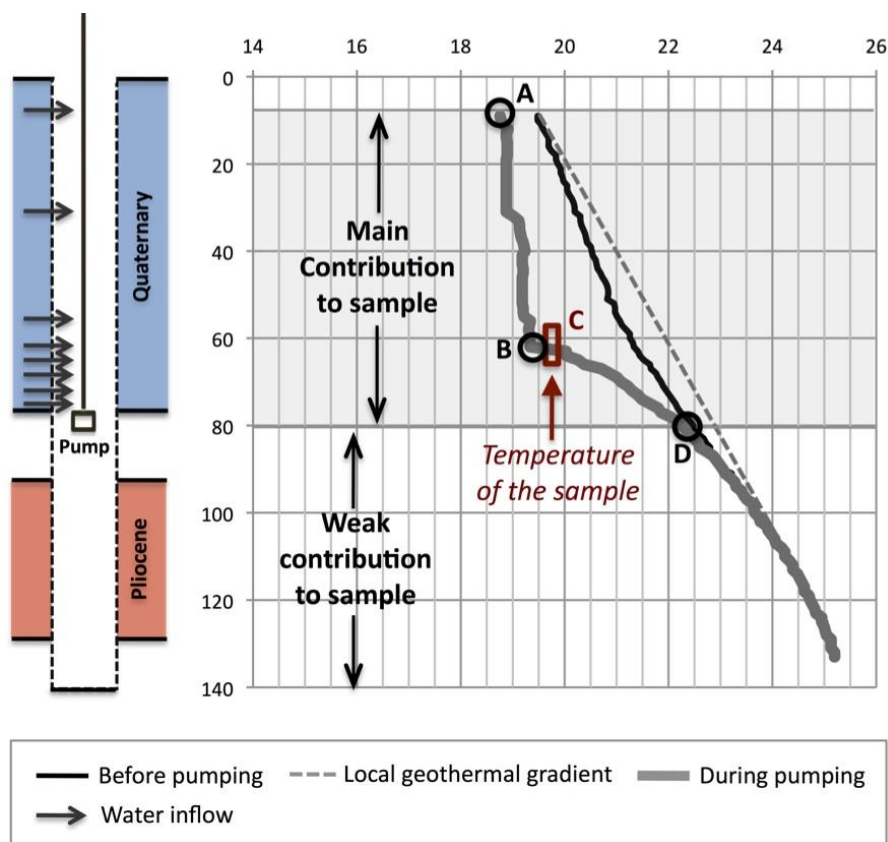 14 16 18 20 22 24 26
0
20
40
60
80
100
120
140
Quaternary
Pump
Pliocene
Main
Contribution
to sample
Weak
contribution
to sample
A
B
C
D
Temperature
of the sample
Before pumping Local geothermal gradient During pumping
Water inflow